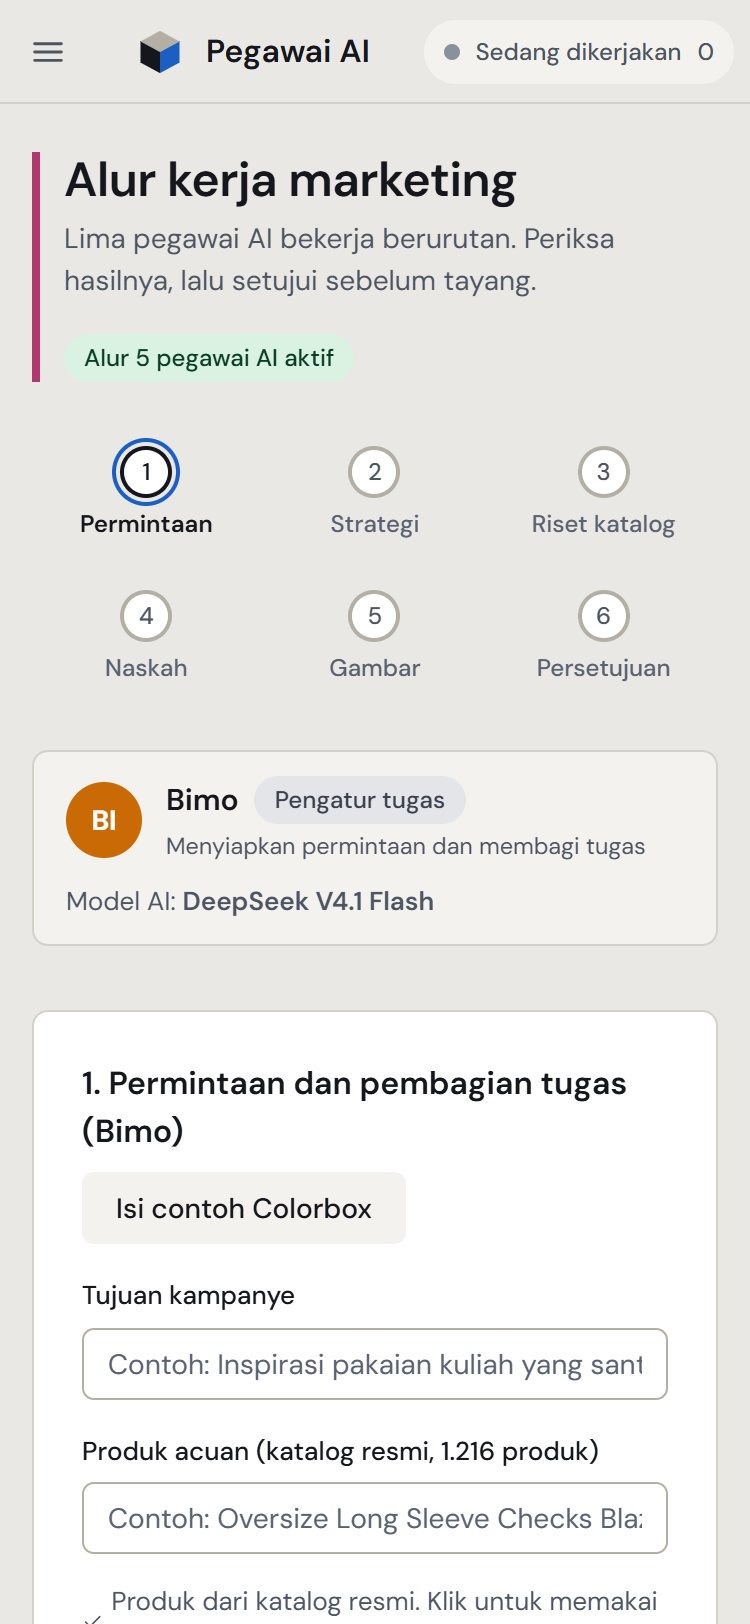 Pegawai AI
Sedang dikerjakan 0
Alur kerja marketing
Lima pegawai AI bekerja berurutan. Periksa
hasilnya, lalu setujui sebelum tayang.
Alur 5 pegawai AI aktif
1
2
3
Permintaan
Strategi
Riset katalog
4
5
6
Naskah
Gambar
Persetujuan
BI
Bimo
Pengatur tugas
Menyiapkan permintaan dan membagi tugas
Model AI: DeepSeek V4.1 Flash
1. Permintaan dan pembagian tugas
(Bimo)
Isi contoh Colorbox
Tujuan kampanye
Contoh: Inspirasi pakaian kuliah yang sant
Produk acuan (katalog resmi, 1.216 produk)
Contoh: Oversize Long Sleeve Checks Blaz
Produk dari katalog resmi. Klik untuk memakai